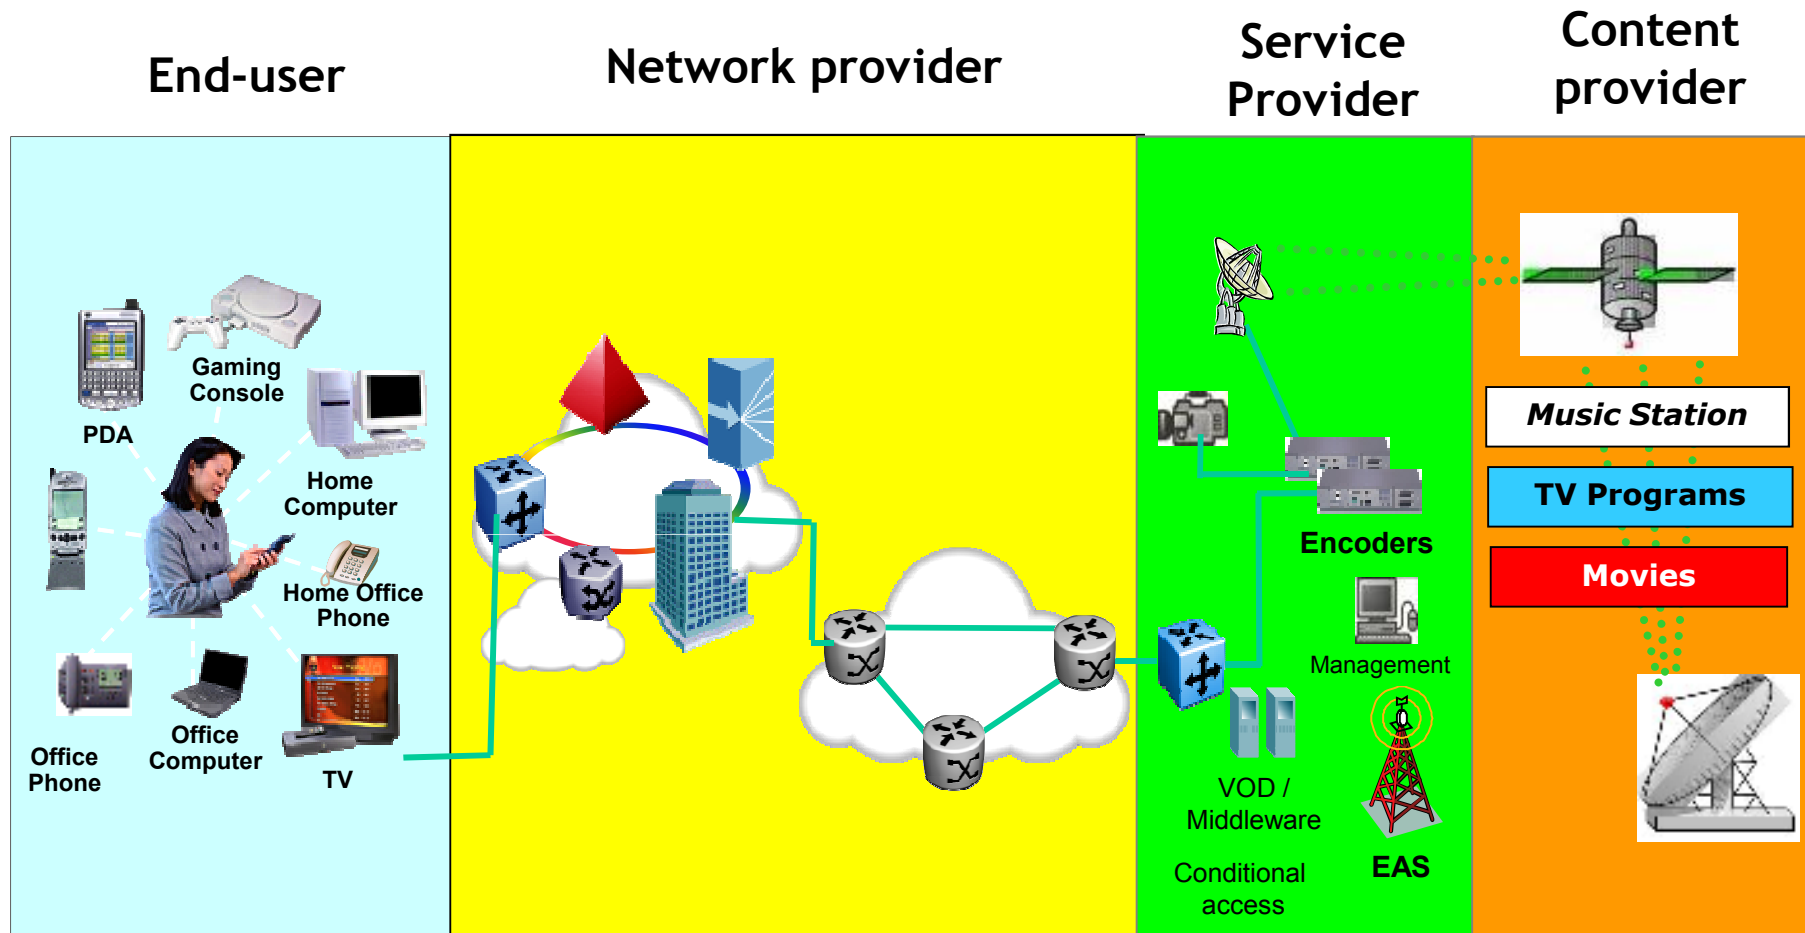 End-user
Network provider
Service
Provider
Content
provider
Gaming
Console
PDA
Home
Computer
Home Office
Phone
Office
Phone
Office
Computer
TV
Encoders
Management
VOD /
Middleware
Conditional
access
EAS
Music Station
TV Programs
Movies